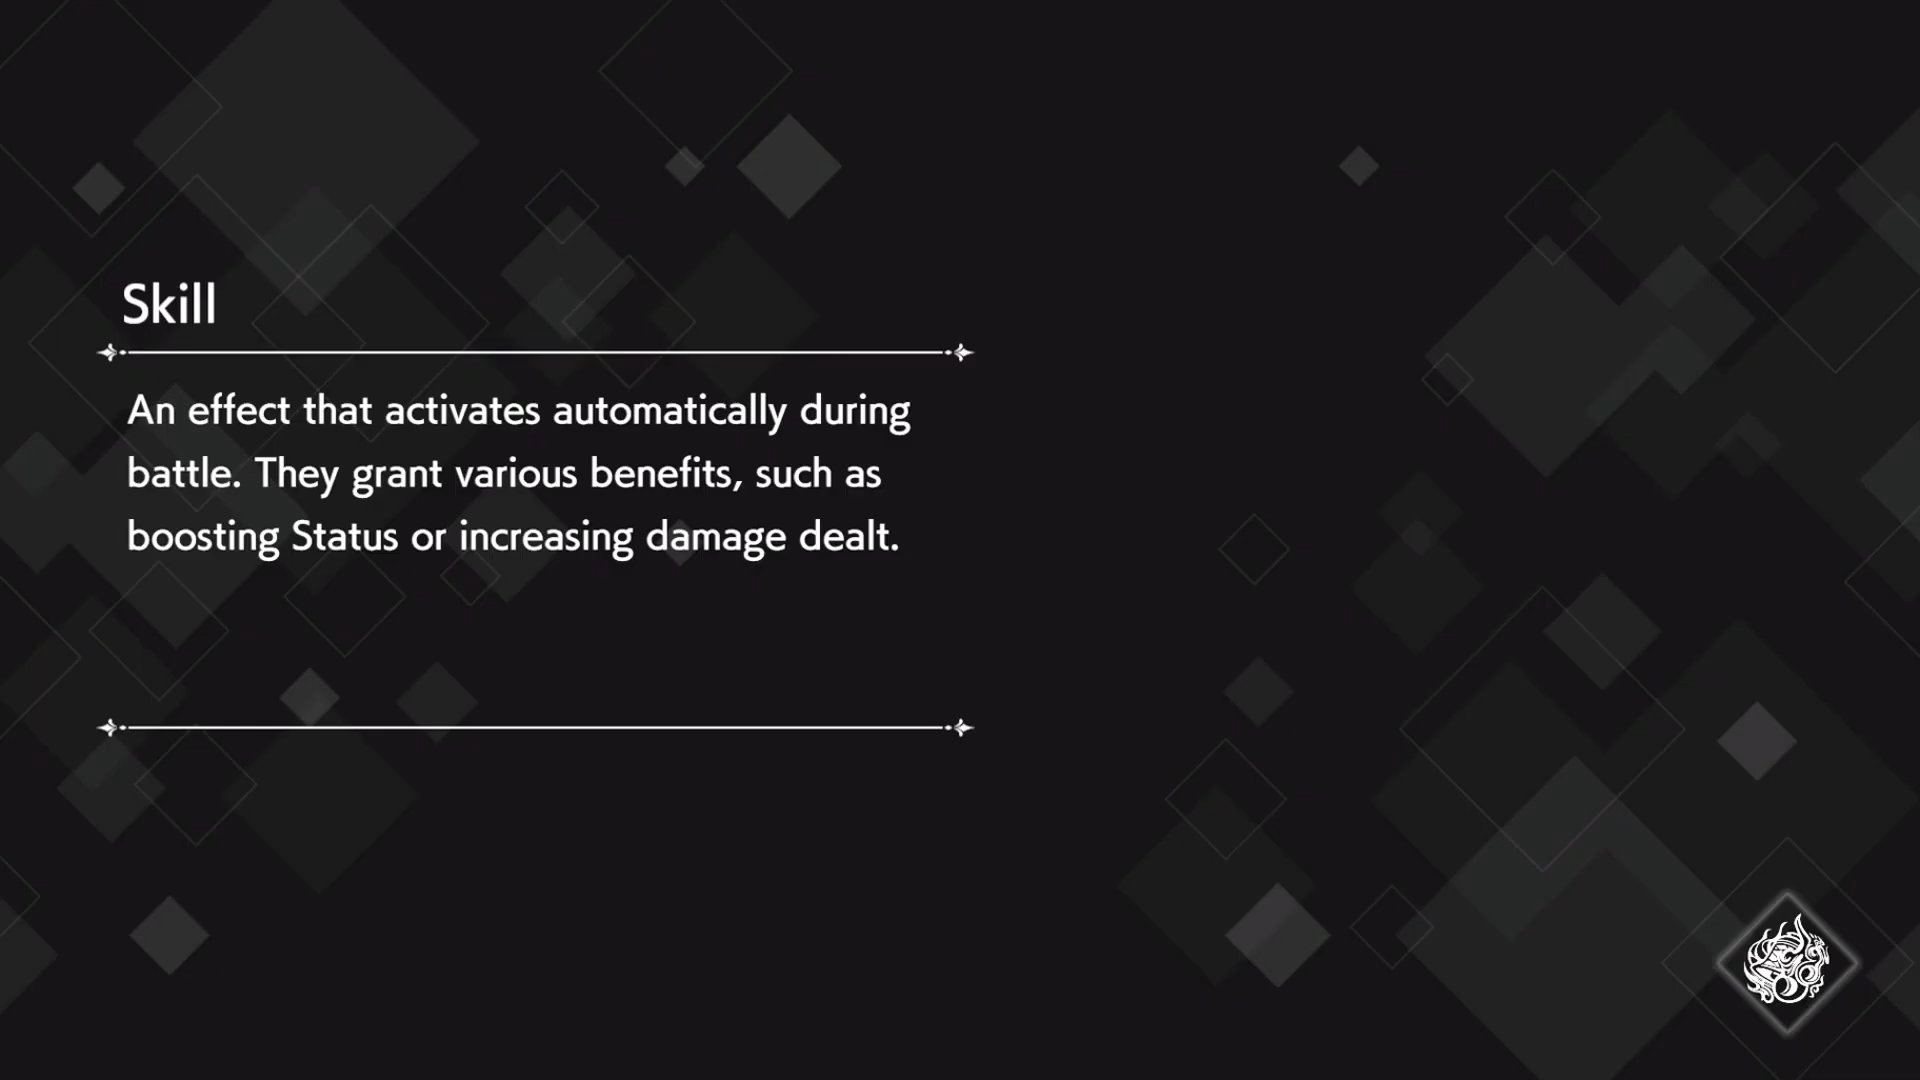 Skill
An effect that activates automatically during
battle. They grant various benefits, such as
boosting Status or increasing damage dealt.